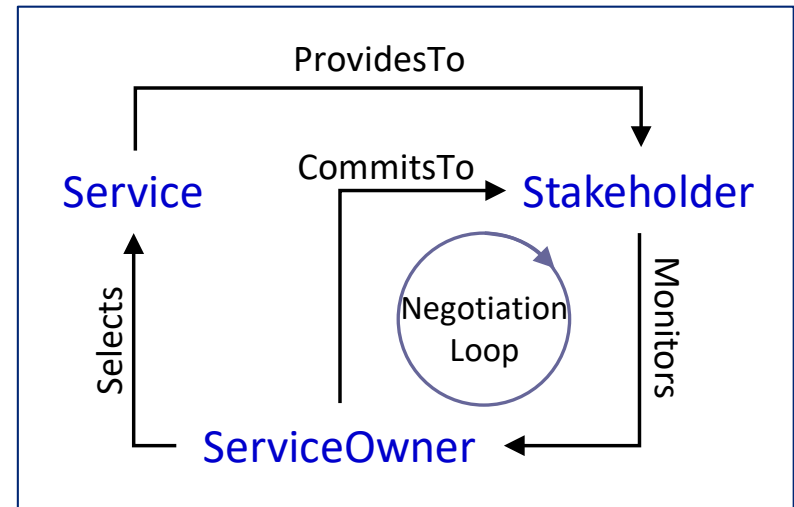 ProvidesTo
CommitsTo
Service
Stakeholder
Selects
Negotiation
Loop
Monitors
ServiceOwner